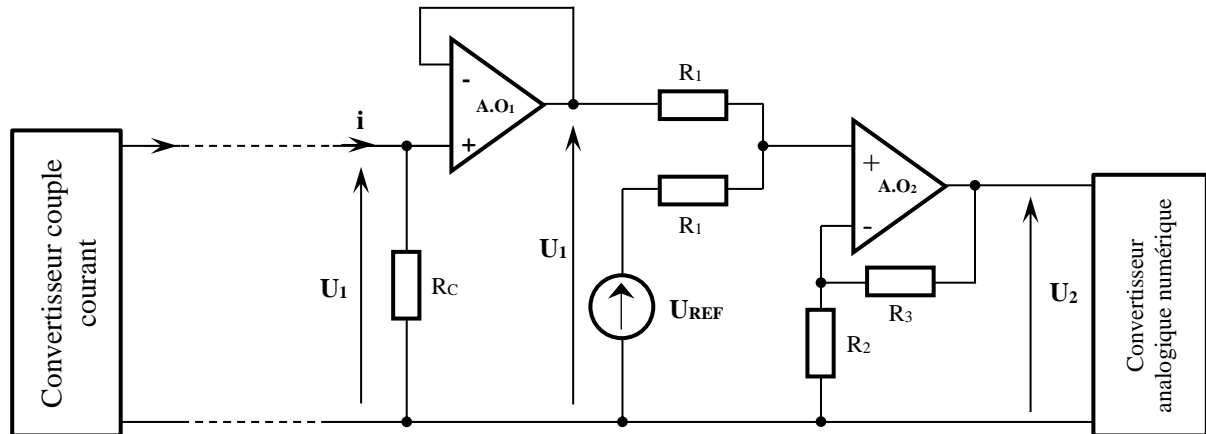 Convertisseur couple
courant
i
U1
RC
-
+
A.O1
U1
R1
R1
UREF
+
-
A.O2
R3
R2
U2
Convertisseur
analogique numérique